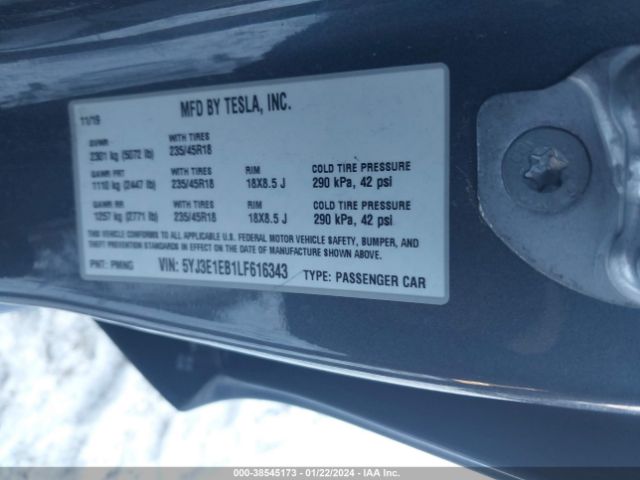 MFD BY TESLA, INC.
11/19
GVWR WITH TIRES
2301 kg (5072 lb) 235/45R18
GAWR FRT WITH TIRES RIM COLD TIRE PRESSURE
1110 kg (2447 lb) 235/45R18 18X8.5 J 290 kPa, 42 psi
GAWR RR WITH TIRES RIM COLD TIRE PRESSURE
1257 kg (2771 lb) 235/45R18 18X8.5 J 290 kPa, 42 psi
THIS VEHICLE CONFORMS TO ALL APPLICABLE U.S. FEDERAL MOTOR VEHICLE SAFETY, BUMPER, AND
THEFT PREVENTION STANDARDS IN EFFECT ON THE DATE OF MANUFACTURE SHOWN ABOVE.
PNT: PMNG VIN: 5YJ3E1EB1LF616343 TYPE: PASSENGER CAR
000-38545173 - 01/22/2024 - IAA Inc.